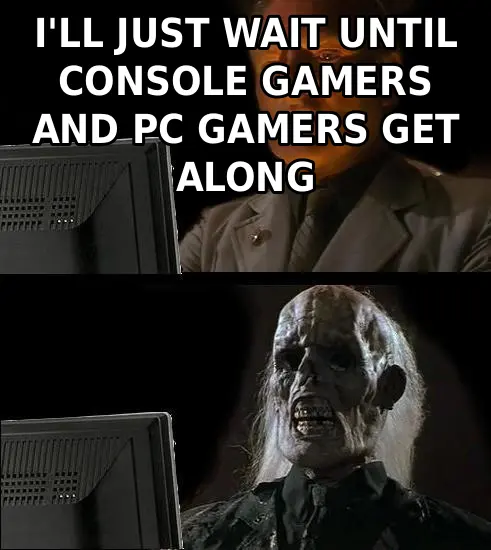 I'LL JUST WAIT UNTIL
CONSOLE GAMERS
AND PC GAMERS GET
ALONG